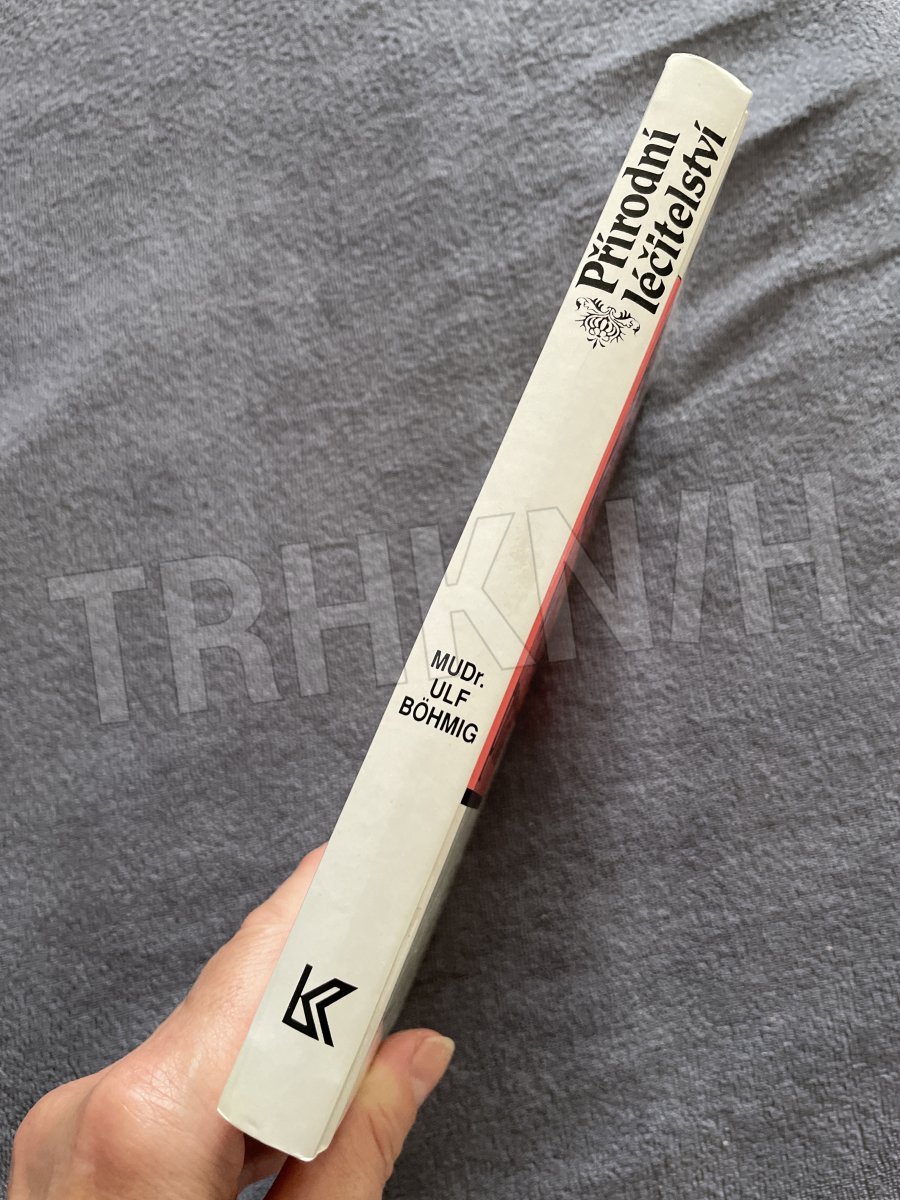 Přírodní
léčitelství
MUDr.
ULF
BÖHMIG
TRHKNIH